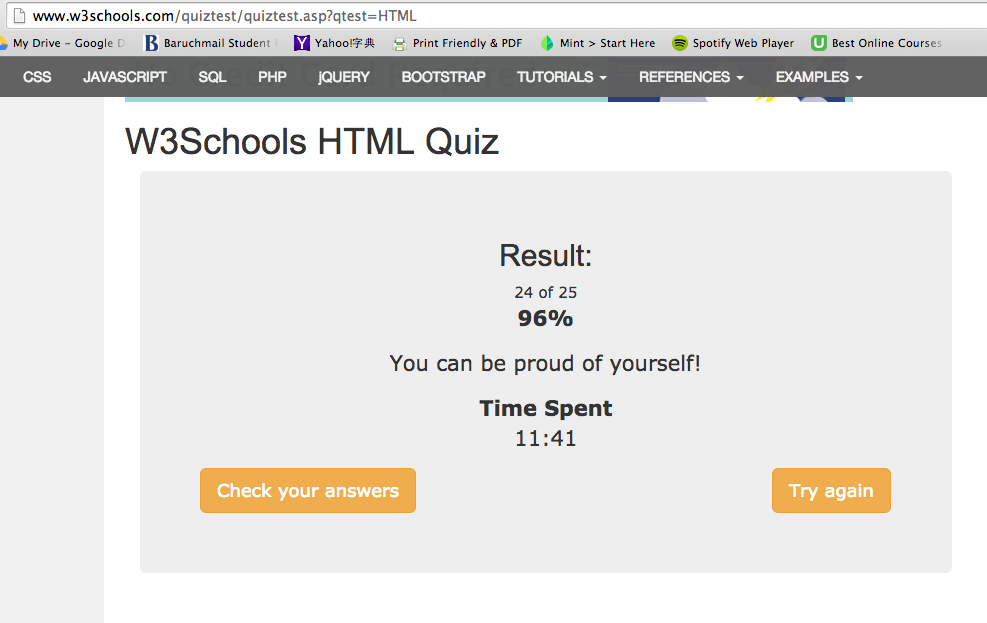 www.w3schools.com/quiztest/quiztest.asp?qtest=HTML
My Drive – Google D Baruchmail Student Yahoo!字典 Print Friendly & PDF Mint > Start Here Spotify Web Player Best Online Courses
CSS JAVASCRIPT SQL PHP jQUERY BOOTSTRAP TUTORIALS REFERENCES EXAMPLES
W3Schools HTML Quiz
Result:
24 of 25
96%
You can be proud of yourself!
Time Spent
11:41
Check your answers Try again